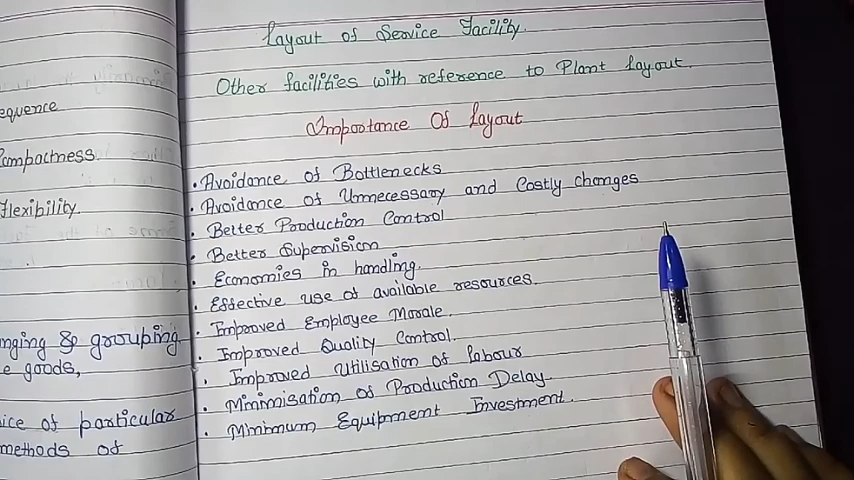 equence
ompactness
lexibility.
nging & grouping
e goods,
ice of particular
methods of
Layout of Service Facility.
Other facilities with reference to Plant Layout.
Importance Of Layout
• Avoidance of Bottlenecks
• Avoidance of Unnecessary and Costly changes
• Better Production Control
• Better Supervision
• Economies in handling.
• Effective use of available resources.
• Improved Employee Morale.
• Improved Quality Control.
• Improved Utilisation of labour
• Minimisation of Production Delay.
• Minimum Equipment Investment.